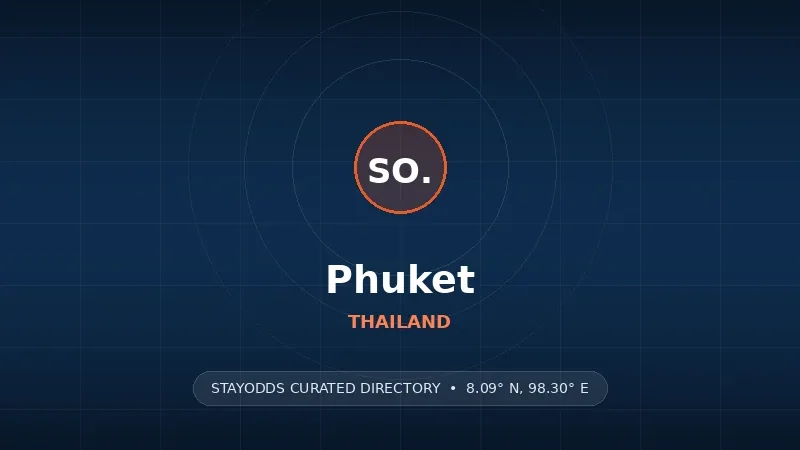 SO.
Phuket
THAILAND
STAYODDS CURATED DIRECTORY • 8.09° N, 98.30° E